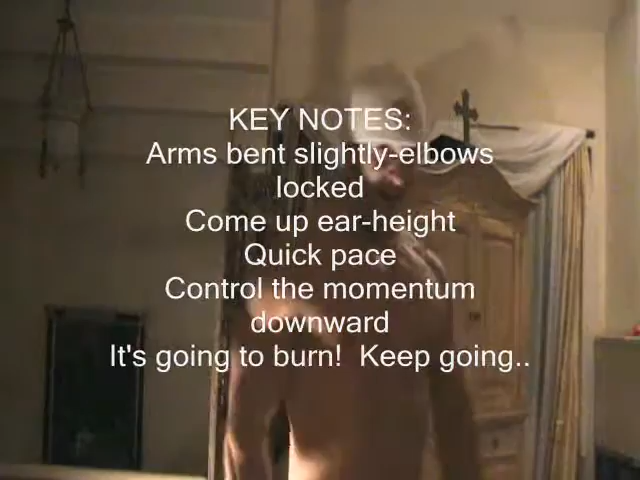 KEY NOTES:
Arms bent slightly-elbows
locked
Come up ear-height
Quick pace
Control the momentum
downward
It's going to burn!  Keep going..